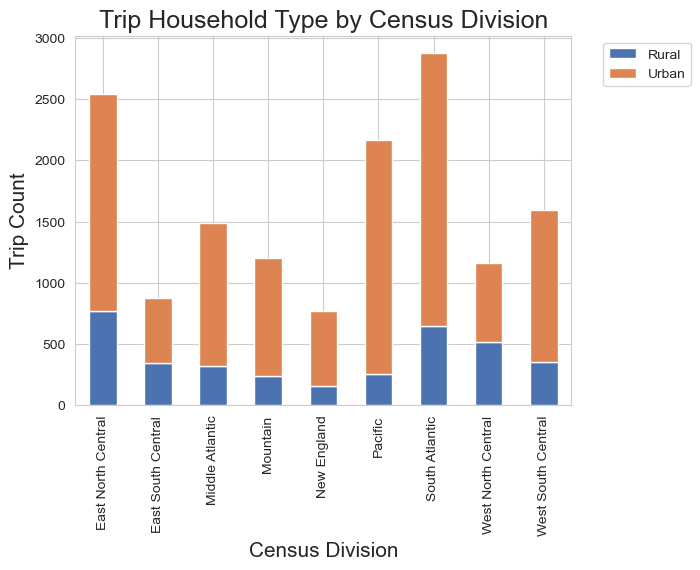 Trip Household Type by Census Division
Rural
Urban
Trip Count
3000
2500
2000
1500
1000
500
0
East North Central
East South Central
Middle Atlantic
Mountain
New England
Pacific
South Atlantic
West North Central
West South Central
Census Division